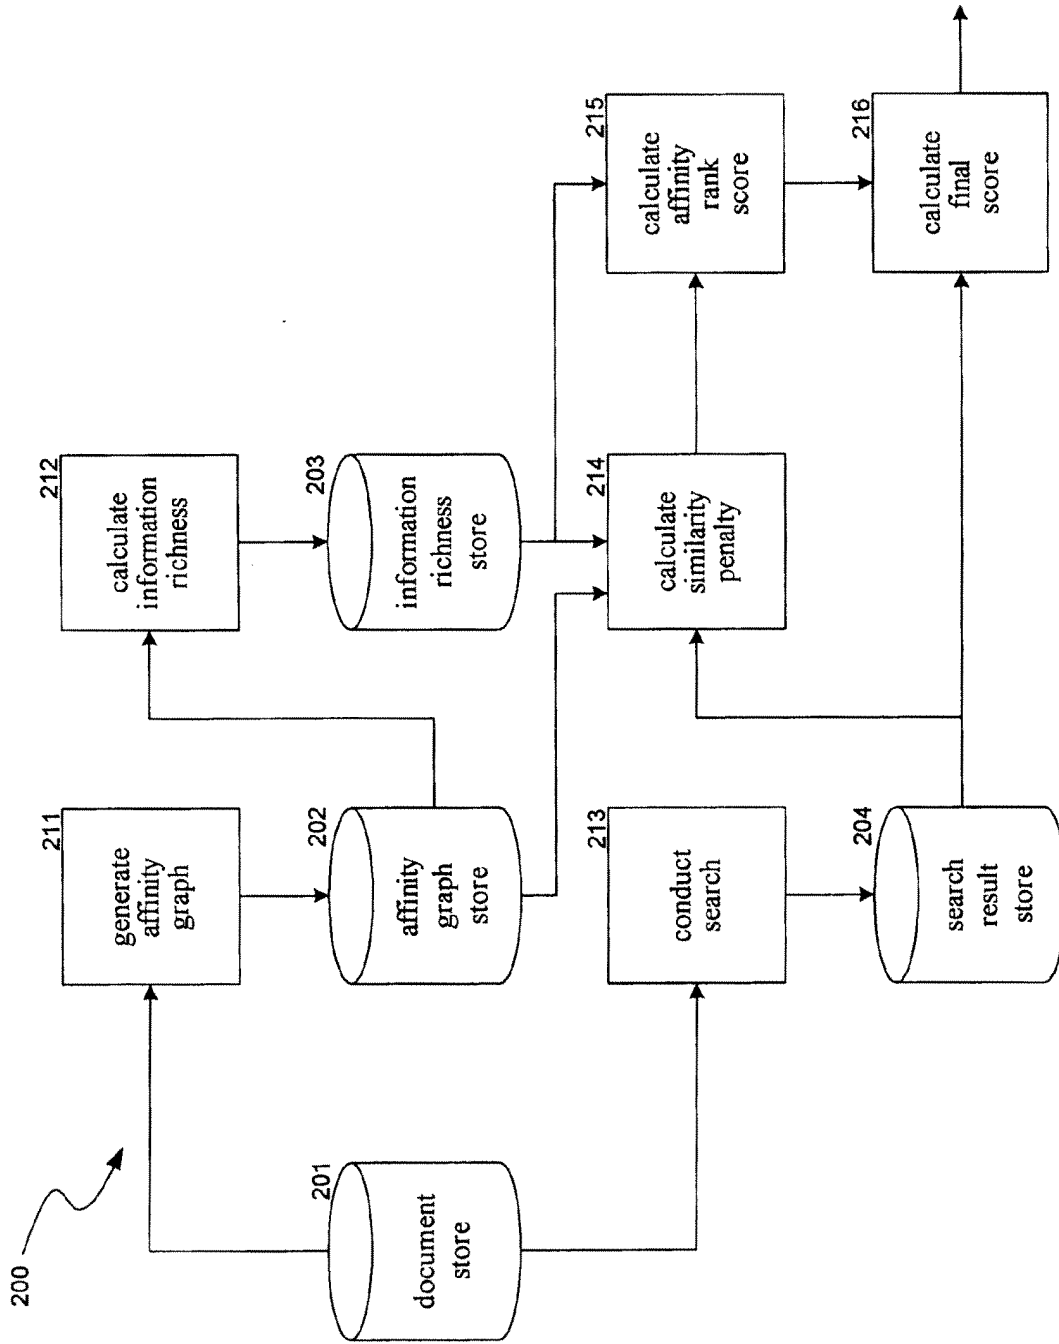 200
201
document
store
211
generate
affinity
graph
202
affinity
graph
store
213
conduct
search
204
search
result
store
212
calculate
information
richness
203
information
richness
store
214
calculate
similarity
penalty
215
calculate
affinity
rank
score
216
calculate
final
score